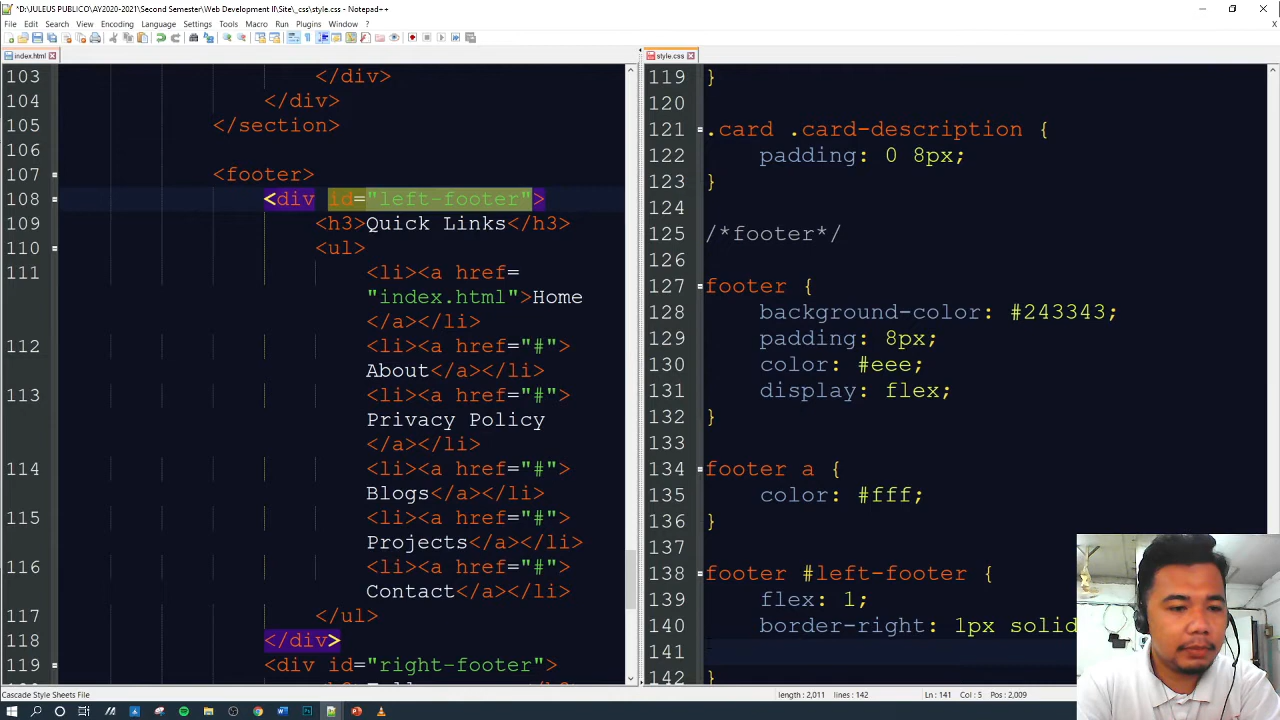 *D:\JULEUS PUBLICO\AY2020-2021\Second Semester\Web Development II\Site\_css\style.css - Notepad++
File Edit Search View Encoding Language Settings Tools Macro Run Plugins Window ?
X
index.html
103 </div>
104 </div>
105 </section>
106
107 <footer>
108 <div id="left-footer">
109 <h3>Quick Links</h3>
110 <ul>
111 <li><a href=
"index.html">Home
</a></li>
112 <li><a href="#">
About</a></li>
113 <li><a href="#">
Privacy Policy
</a></li>
114 <li><a href="#">
Blogs</a></li>
115 <li><a href="#">
Projects</a></li>
116 <li><a href="#">
Contact</a></li>
117 </ul>
118 </div>
119 <div id="right-footer">
style.css
119 }
120
121 .card .card-description {
122 padding: 0 8px;
123 }
124
125 /*footer*/
126
127 footer {
128 background-color: #243343;
129 padding: 8px;
130 color: #eee;
131 display: flex;
132 }
133
134 footer a {
135 color: #fff;
136 }
137
138 footer #left-footer {
139 flex: 1;
140 border-right: 1px solid
141
142 }
Cascade Style Sheets File
length : 2,011 lines : 142
Ln : 141 Col : 5 Pos : 2,009